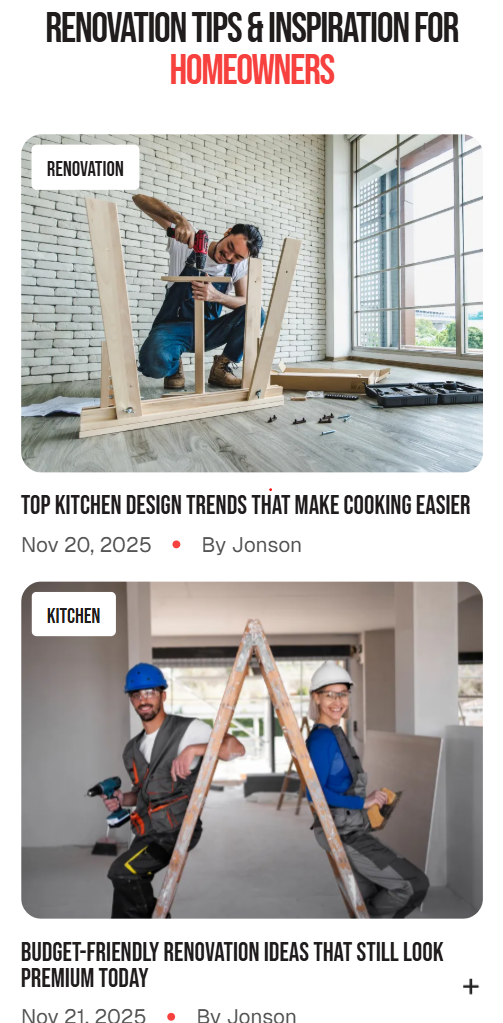 RENOVATION TIPS & INSPIRATION FOR
HOMEOWNERS
RENOVATION
TOP KITCHEN DESIGN TRENDS THAT MAKE COOKING EASIER
Nov 20, 2025 • By Jonson
KITCHEN
BUDGET-FRIENDLY RENOVATION IDEAS THAT STILL LOOK
PREMIUM TODAY
+
Nov 21, 2025 • By Jonson